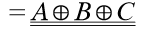 = A ⊕ B ⊕ C